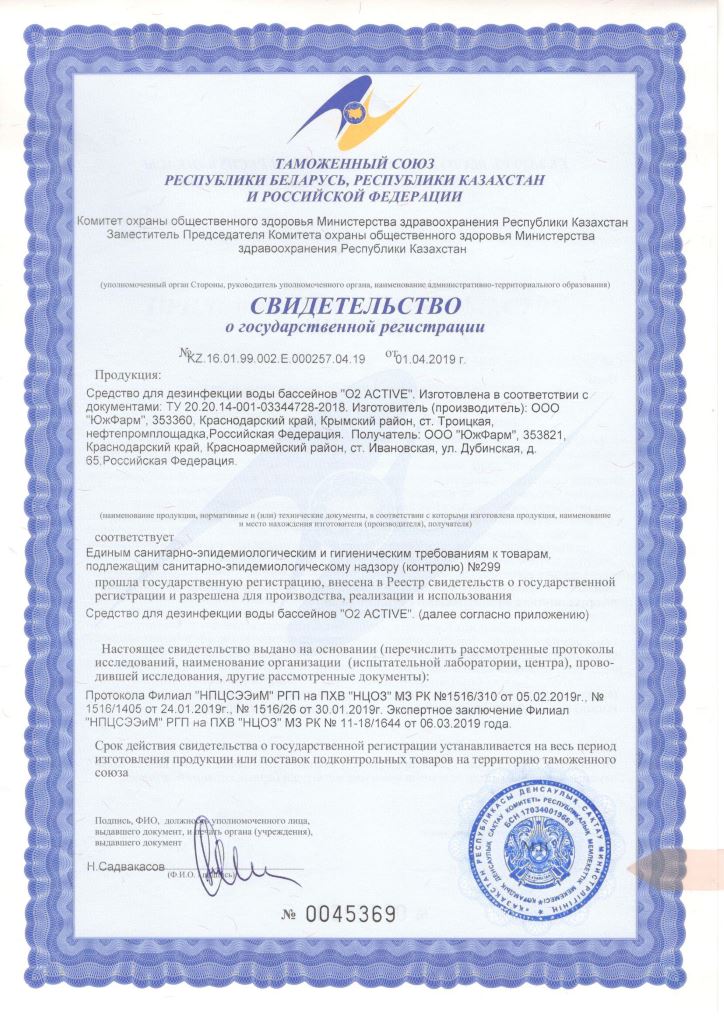 ТАМОЖЕННЫЙ СОЮЗ
РЕСПУБЛИКИ БЕЛАРУСЬ, РЕСПУБЛИКИ КАЗАХСТАН
И РОССИЙСКОЙ ФЕДЕРАЦИИ
Комитет охраны общественного здоровья Министерства здравоохранения Республики Казахстан
Заместитель Председателя Комитета охраны общественного здоровья Министерства
здравоохранения Республики Казахстан
(уполномоченный орган Стороны, руководитель уполномоченного органа, наименование административно-территориального образования)
СВИДЕТЕЛЬСТВО
о государственной регистрации
№ KZ.16.01.99.002.E.000257.04.19 от 01.04.2019 г.
Продукция:
Средство для дезинфекции воды бассейнов "O2 ACTIVE". Изготовлена в соответствии с
документами: ТУ 20.20.14-001-03344728-2018. Изготовитель (производитель): ООО
"ЮжФарм", 353360, Краснодарский край, Крымский район, ст. Троицкая,
нефтепромплощадка,Российская Федерация. Получатель: ООО "ЮжФарм", 353821,
Краснодарский край, Красноармейский район, ст. Ивановская, ул. Дубинская, д.
65,Российская Федерация.
(наименование продукции, нормативные и (или) технические документы, в соответствии с которыми изготовлена продукция, наименование
и место нахождения изготовителя (производителя), получателя)
соответствует
Единым санитарно-эпидемиологическим и гигиеническим требованиям к товарам,
подлежащим санитарно-эпидемиологическому надзору (контролю) №299
прошла государственную регистрацию, внесена в Реестр свидетельств о государственной
регистрации и разрешена для производства, реализации и использования
Средство для дезинфекции воды бассейнов "O2 ACTIVE". (далее согласно приложению)
Настоящее свидетельство выдано на основании (перечислить рассмотренные протоколы
исследований, наименование организации (испытательной лаборатории, центра), прово-
дившей исследования, другие рассмотренные документы):
Протокола Филиал "НПЦСЭЭиМ" РГП на ПХВ "НЦОЗ" МЗ РК №1516/310 от 05.02.2019г., №
1516/1405 от 24.01.2019г., № 1516/26 от 30.01.2019г. Экспертное заключение Филиал
"НПЦСЭЭиМ" РГП на ПХВ "НЦОЗ" МЗ РК № 11-18/1644 от 06.03.2019 года.
Срок действия свидетельства о государственной регистрации устанавливается на весь период
изготовления продукции или поставок подконтрольных товаров на территорию таможенного
союза
Подпись, ФИО, должность уполномоченного лица,
выдавшего документ, и печать органа (учреждения),
выдавшего документ
Н.Садвакасов
(Ф.И.О. / подпись)
№ 0045369
ҚАЗАҚСТАН РЕСПУБЛИКАСЫ ДЕНСАУЛЫҚ САҚТАУ МИНИСТРЛІГІНІҢ
БСН 170340019669